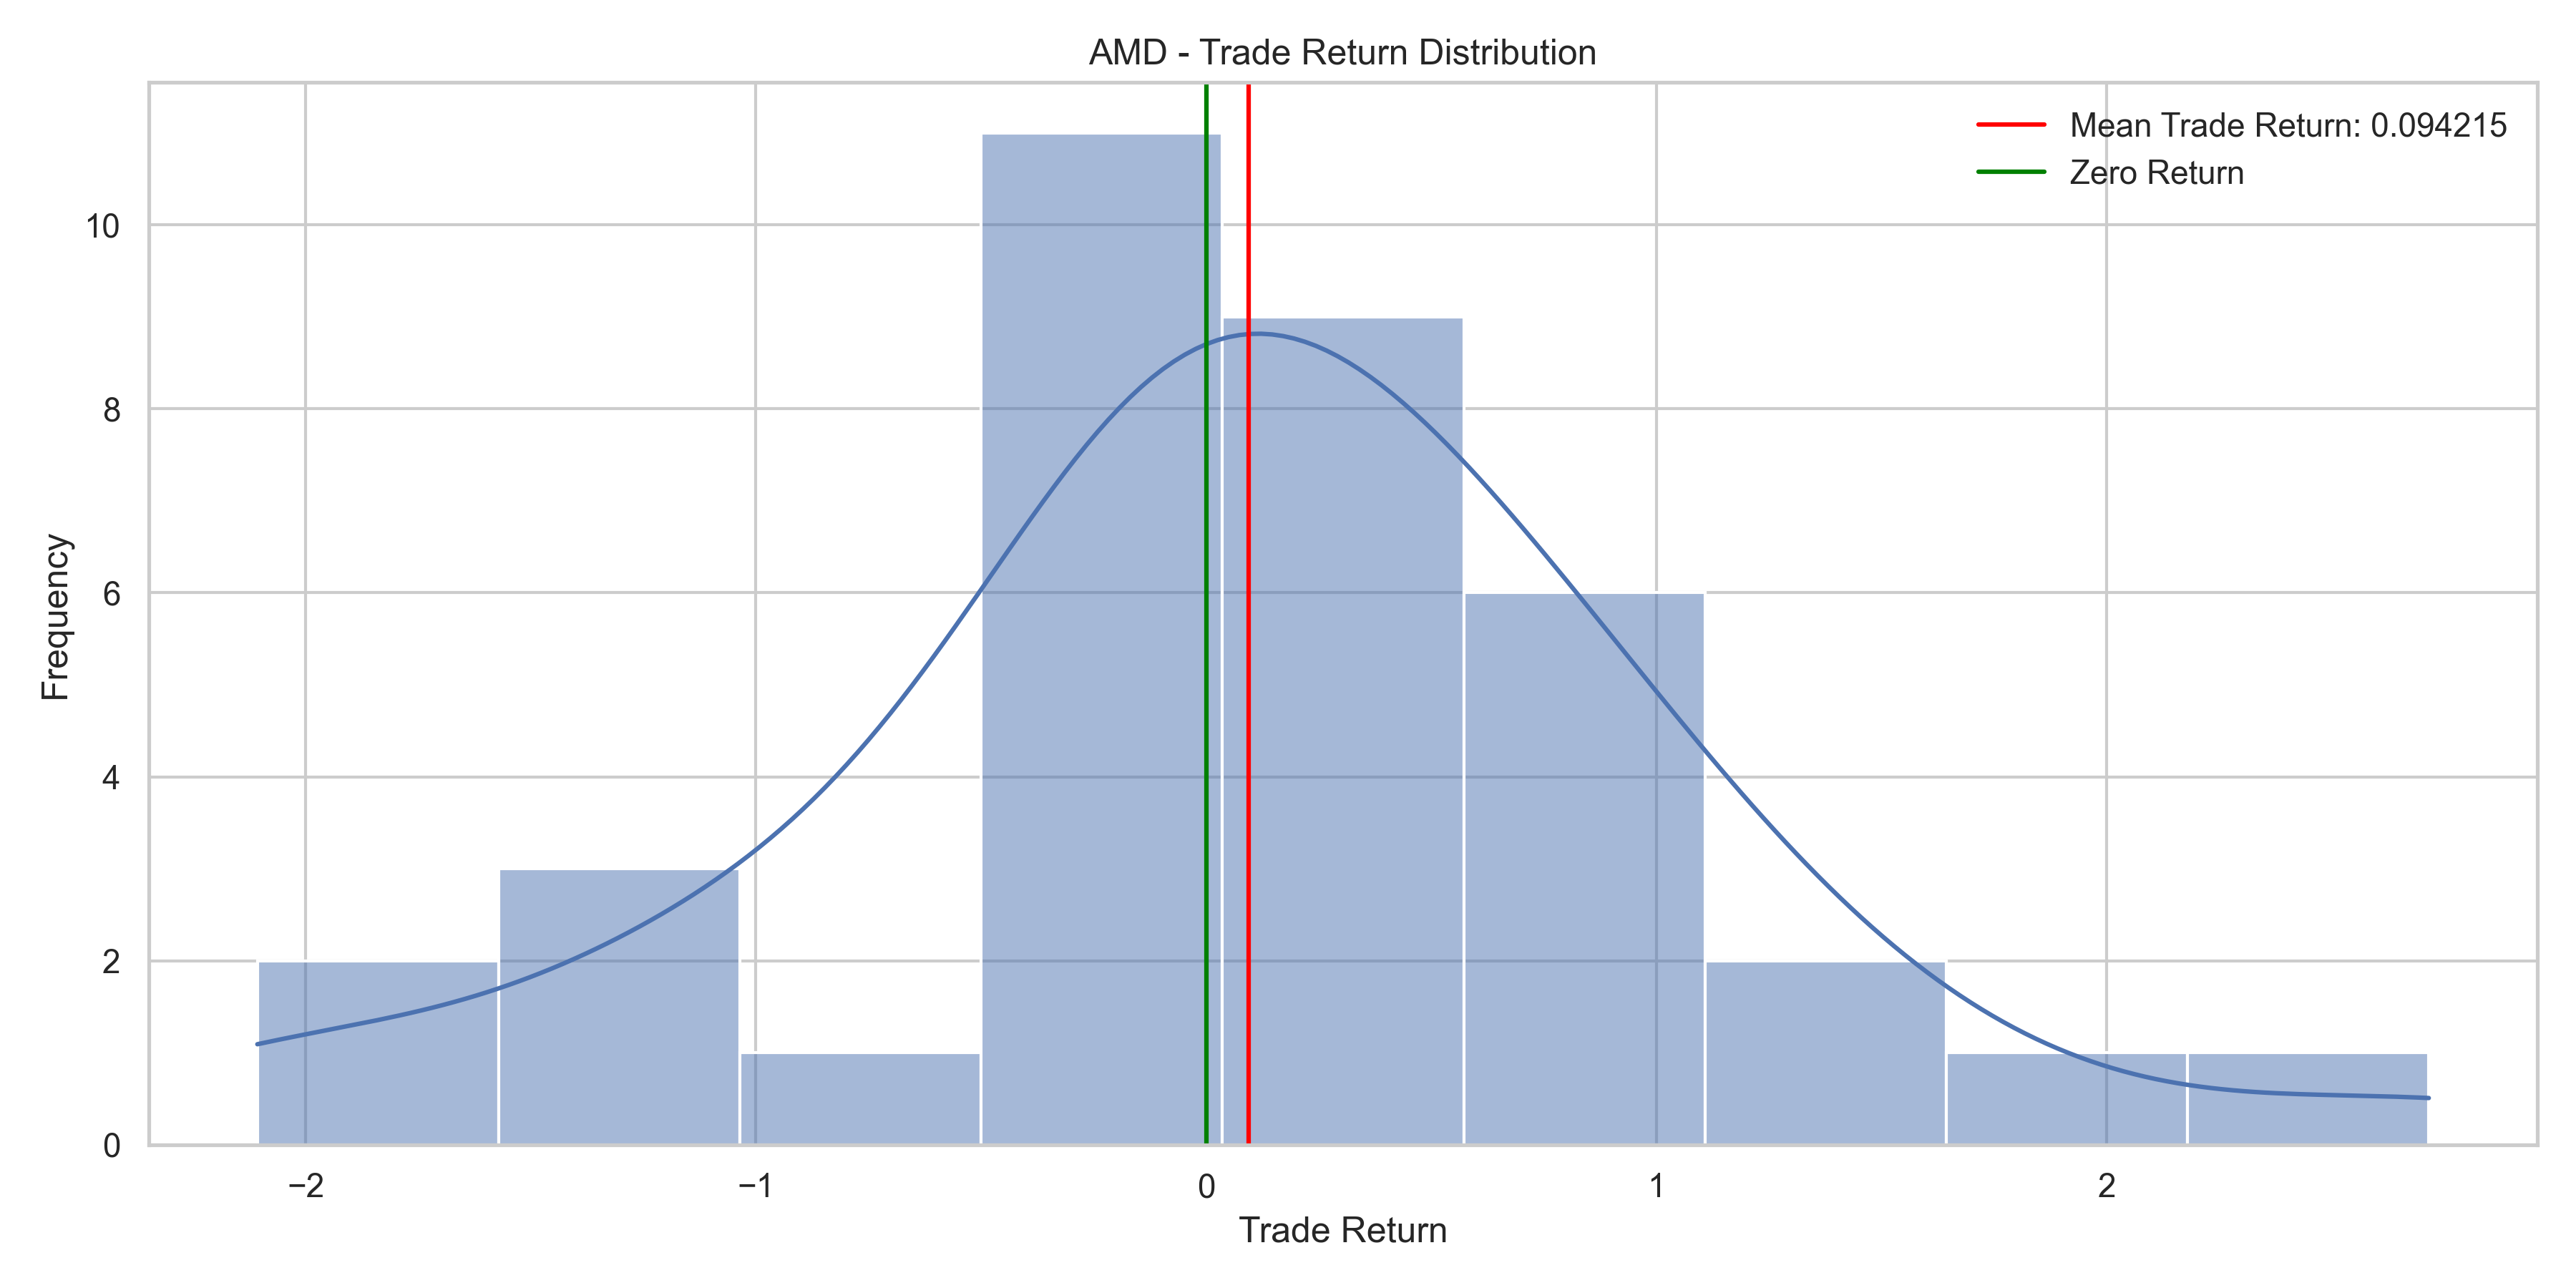 AMD - Trade Return Distribution
Mean Trade Return: 0.094215
Zero Return
Frequency
10
8
6
4
2
0
−2
−1
0
1
2
Trade Return